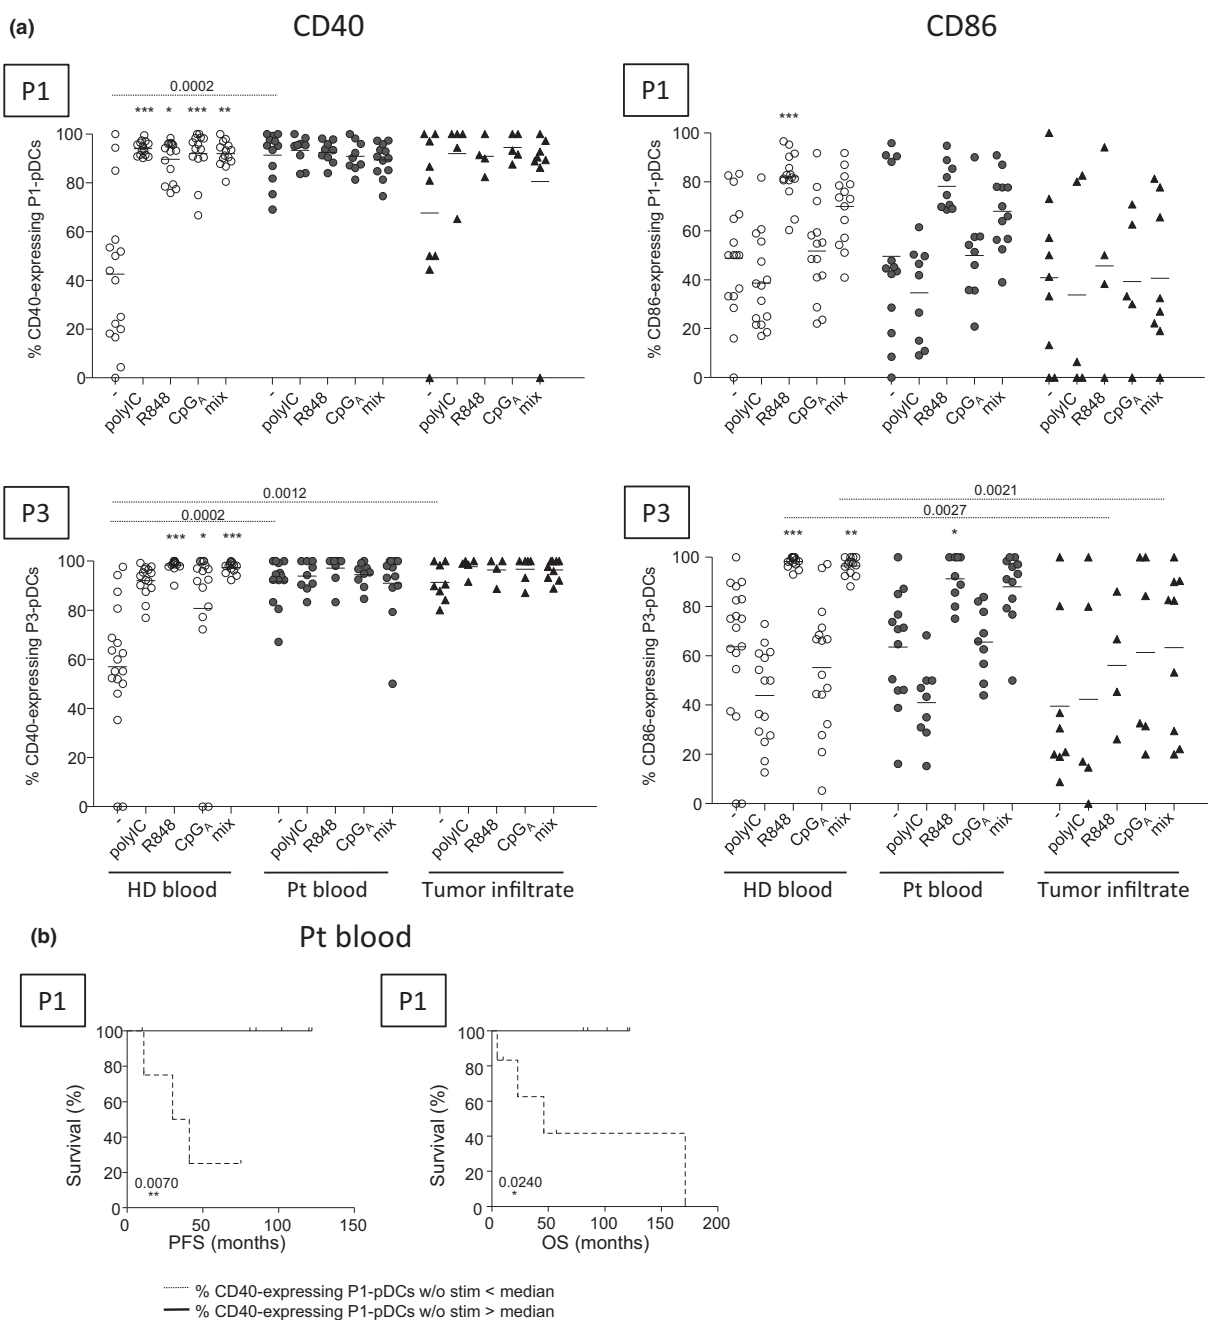 (a)
CD40
CD86
P1
0.0002
*** * *** **
100
80
60
40
20
0
% CD40-expressing P1-pDCs
- polyIC R848 CpGA mix - polyIC R848 CpGA mix - polyIC R848 CpGA mix
P1
***
100
80
60
40
20
0
% CD86-expressing P1-pDCs
- polyIC R848 CpGA mix - polyIC R848 CpGA mix - polyIC R848 CpGA mix
P3
0.0012
0.0002
*** * ***
100
80
60
40
20
0
% CD40-expressing P3-pDCs
- polyIC R848 CpGA mix - polyIC R848 CpGA mix - polyIC R848 CpGA mix
HD blood Pt blood Tumor infiltrate
P3
0.0021
0.0027
*** ** *
100
80
60
40
20
0
% CD86-expressing P3-pDCs
- polyIC R848 CpGA mix - polyIC R848 CpGA mix - polyIC R848 CpGA mix
HD blood Pt blood Tumor infiltrate
(b)
Pt blood
P1
100
80
60
40
20
0
Survival (%)
0.0070
**
0 50 100 150
PFS (months)
P1
100
80
60
40
20
0
Survival (%)
0.0240
*
0 50 100 150 200
OS (months)
% CD40-expressing P1-pDCs w/o stim < median
% CD40-expressing P1-pDCs w/o stim > median